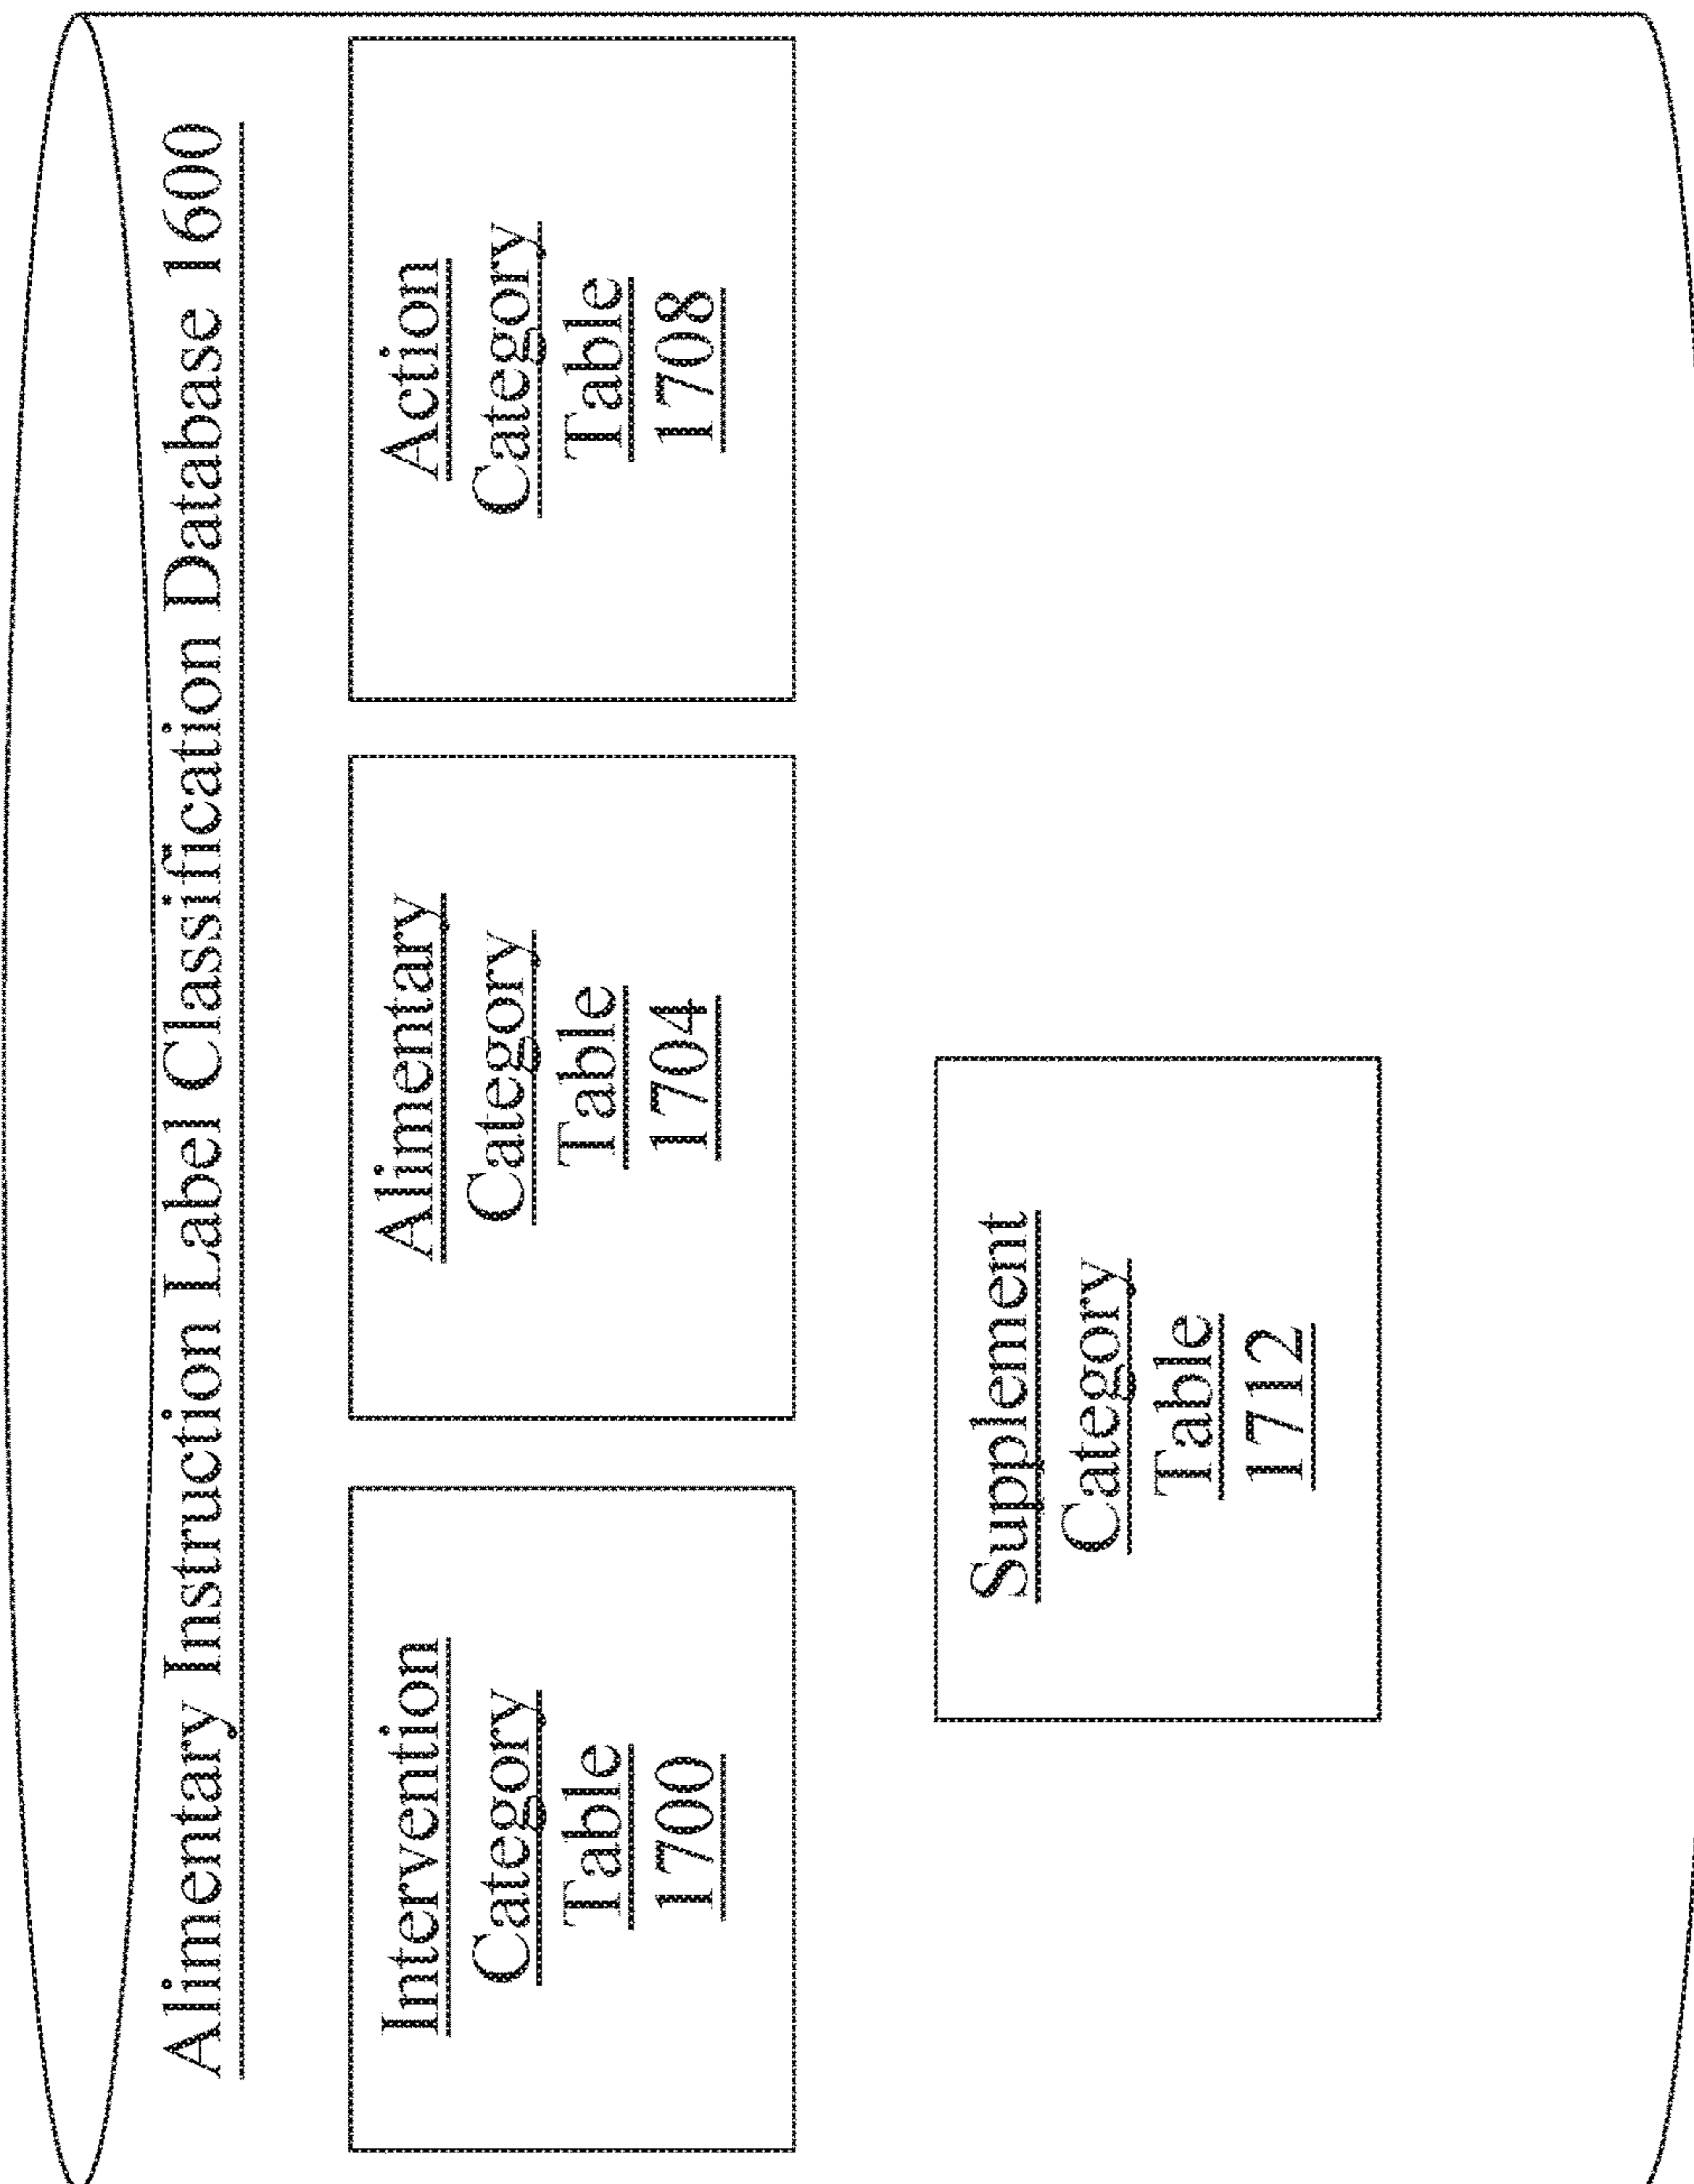 Alimentary Instruction Label Classification Database 1600
Intervention
Category
Table
1700
Alimentary
Category
Table
1704
Action
Category
Table
1708
Supplement
Category
Table
1712